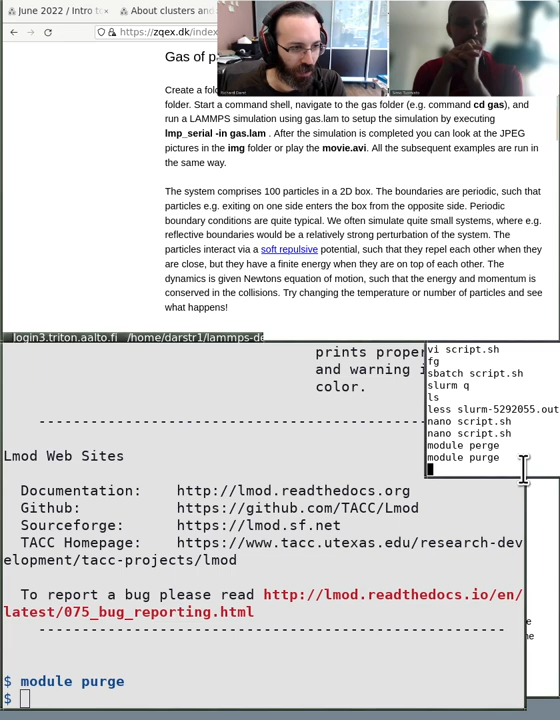 June 2022 / Intro t
About clusters and
https://zqex.dk/index
Gas of p
Create a fol
folder. Start a command shell, navigate to the gas folder (e.g. command cd gas), and
run a LAMMPS simulation using gas.lam to setup the simulation by executing
lmp_serial -in gas.lam . After the simulation is completed you can look at the JPEG
pictures in the img folder or play the movie.avi. All the subsequent examples are run in
the same way.
The system comprises 100 particles in a 2D box. The boundaries are periodic, such that
particles e.g. exiting on one side enters the box from the opposite side. Periodic
boundary conditions are quite typical. We often simulate quite small systems, where e.g.
reflective boundaries would be a relatively strong perturbation of the system. The
particles interact via a soft repulsive potential, such that they repel each other when they
are close, but they have a finite energy when they are on top of each other. The
dynamics is given Newtons equation of motion, such that the energy and momentum is
conserved in the collisions. Try changing the temperature or number of particles and see
what happens!
login3.triton.aalto.fi /home/darstr1/lammps-de
prints proper
and warning i
color.
vi script.sh
fg
sbatch script.sh
slurm q
ls
less slurm-5292055.out
nano script.sh
nano script.sh
module perge
module purge
-----------------------------------------------------
Lmod Web Sites
Documentation: http://lmod.readthedocs.org
Github: https://github.com/TACC/Lmod
Sourceforge: https://lmod.sf.net
TACC Homepage: https://www.tacc.utexas.edu/research-dev
elopment/tacc-projects/lmod
To report a bug please read http://lmod.readthedocs.io/en/
latest/075_bug_reporting.html
-----------------------------------------------------
$ module purge
$